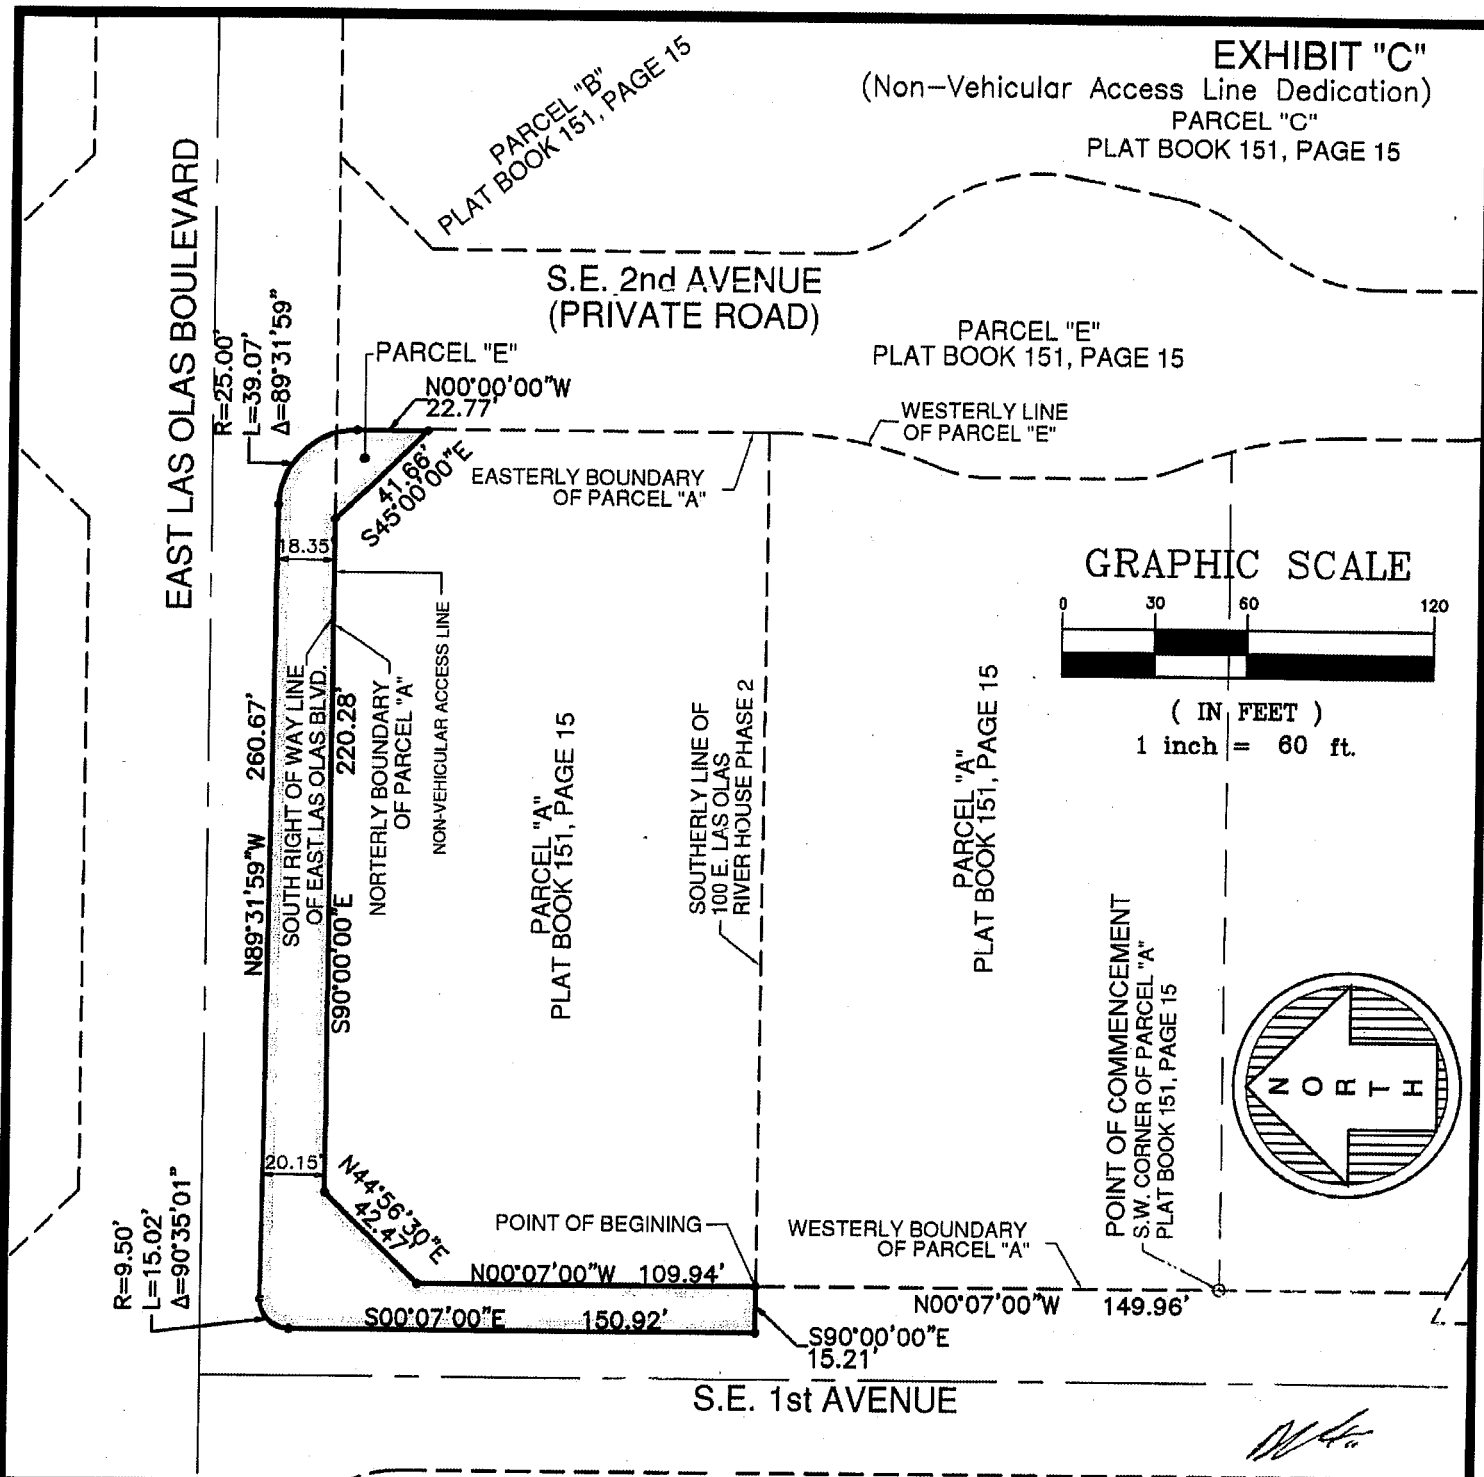 EXHIBIT "C"
(Non-Vehicular Access Line Dedication)
PARCEL "C"
PLAT BOOK 151, PAGE 15
PARCEL "B"
PLAT BOOK 151, PAGE 15
EAST LAS OLAS BOULEVARD
S.E. 2nd AVENUE
(PRIVATE ROAD)
PARCEL "E"
PLAT BOOK 151, PAGE 15
R=25.00'
L=39.07'
Δ=89°31'59"
PARCEL "E"
N00°00'00"W
22.77'
WESTERLY LINE
OF PARCEL "E"
EASTERLY BOUNDARY
OF PARCEL "A"
41.66'
S45°00'00"E
18.35'
GRAPHIC SCALE
0 30 60 120
( IN FEET )
1 inch = 60 ft.
N89°31'59"W 260.67'
SOUTH RIGHT OF WAY LINE
OF EAST LAS OLAS BLVD.
S90°00'00"E 220.28'
NORTERLY BOUNDARY
OF PARCEL "A"
NON-VEHICULAR ACCESS LINE
PARCEL "A"
PLAT BOOK 151, PAGE 15
SOUTHERLY LINE OF
100 E. LAS OLAS
RIVER HOUSE PHASE 2
PARCEL "A"
PLAT BOOK 151, PAGE 15
POINT OF COMMENCEMENT
S.W. CORNER OF PARCEL "A"
PLAT BOOK 151, PAGE 15
NORTH
20.15'
N44°56'30"E
42.47'
R=9.50'
L=15.02'
Δ=90°35'01"
POINT OF BEGINING
WESTERLY BOUNDARY
OF PARCEL "A"
N00°07'00"W 109.94'
N00°07'00"W 149.96'
S00°07'00"E 150.92'
S90°00'00"E
15.21'
S.E. 1st AVENUE